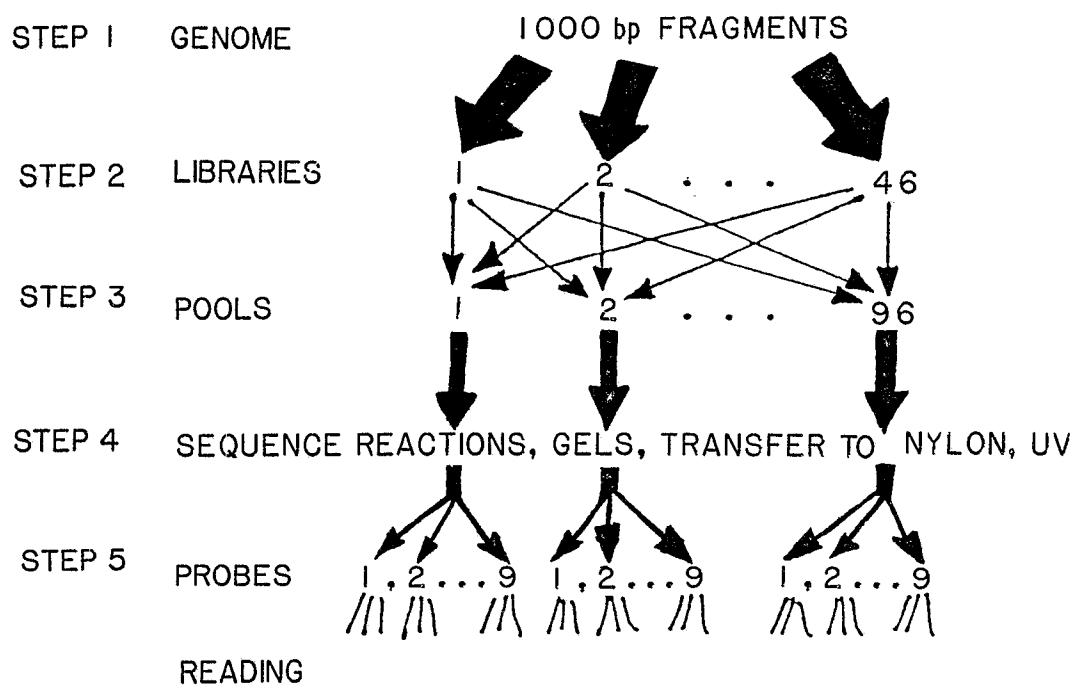 STEP 1 GENOME 1000 bp FRAGMENTS
STEP 2 LIBRARIES 1 2 . . . 46
STEP 3 POOLS 1 2 . . . 96
STEP 4 SEQUENCE REACTIONS, GELS, TRANSFER TO NYLON, UV
STEP 5 PROBES 1,2...9 1,2...9 1,2...9
READING